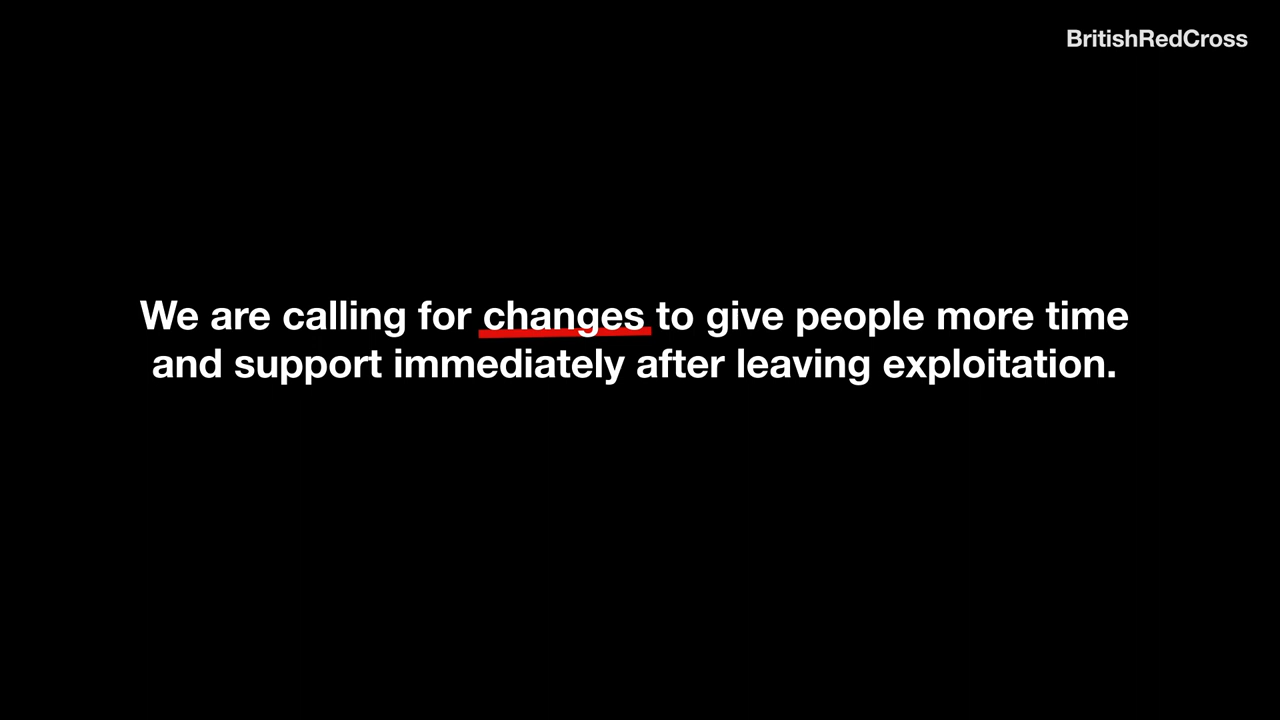 BritishRedCross
We are calling for changes to give people more time
and support immediately after leaving exploitation.